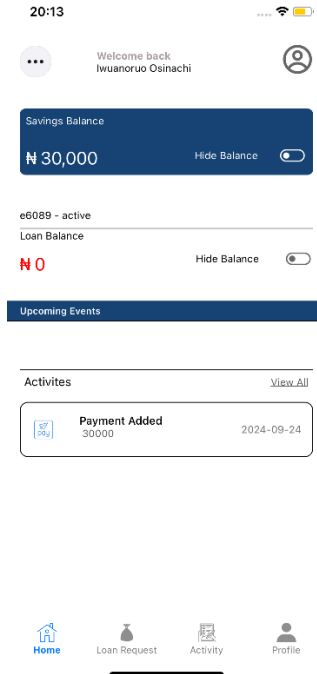 20:13
Welcome back
Iwuanoruo Osinachi
Savings Balance
₦ 30,000
Hide Balance
e6089 - active
Loan Balance
₦ 0
Hide Balance
Upcoming Events
Activites
View All
pay
Payment Added
30000
2024-09-24
Home
Loan Request
Activity
Profile